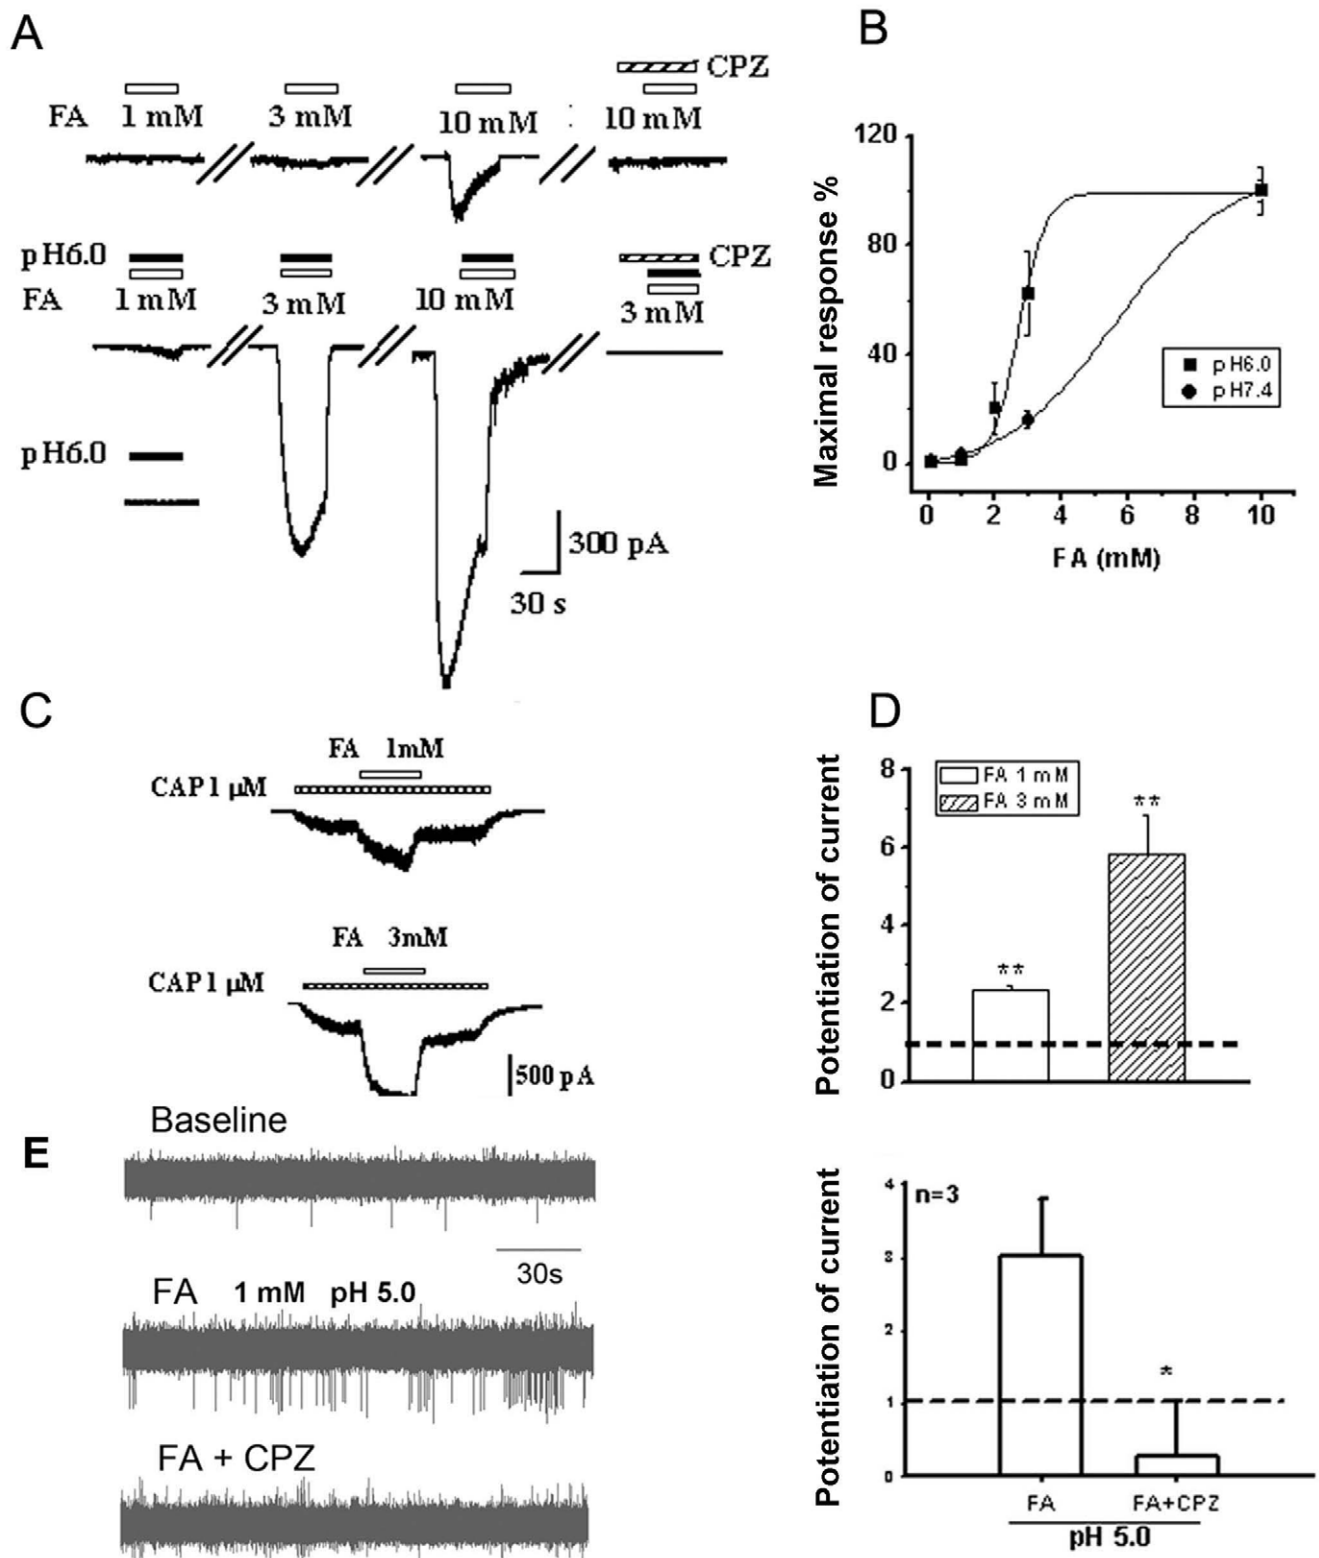 A
CPZ
FA 1 mM 3 mM 10 mM : 10 mM
pH6.0 CPZ
FA 1 mM 3 mM 10 mM 3 mM
pH6.0
300 pA
30 s
B
Maximal response %
120
80
40
0
0 2 4 6 8 10
FA (mM)
pH6.0
pH7.4
C
FA 1mM
CAP 1 μM
FA 3mM
CAP 1 μM
500 pA
D
Potentiation of current
8
6
4
2
0
FA 1 mM
FA 3 mM
**
**
E
Baseline
30s
FA 1 mM pH 5.0
FA + CPZ
Potentiation of current
4
3
2
1
0
n=3
*
FA FA+CPZ
pH 5.0